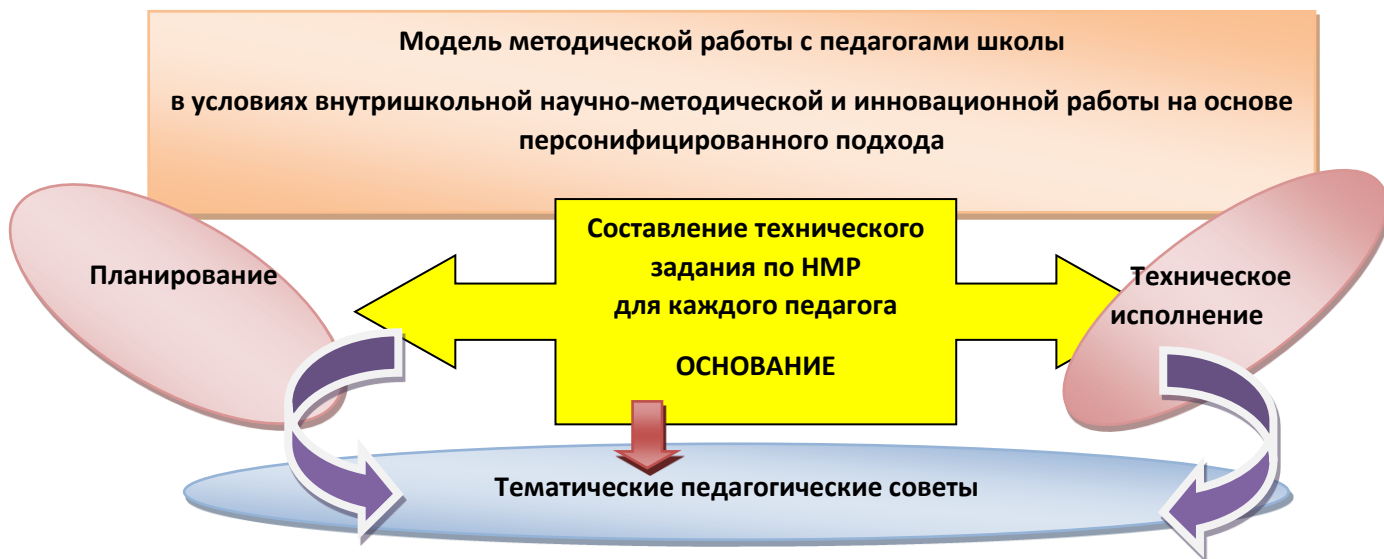 Модель методической работы с педагогами школы
в условиях внутришкольной научно-методической и инновационной работы на основе
персонифицированного подхода
Составление технического
задания по НМР
для каждого педагога
ОСНОВАНИЕ
Планирование
Техническое
исполнение
Тематические педагогические советы